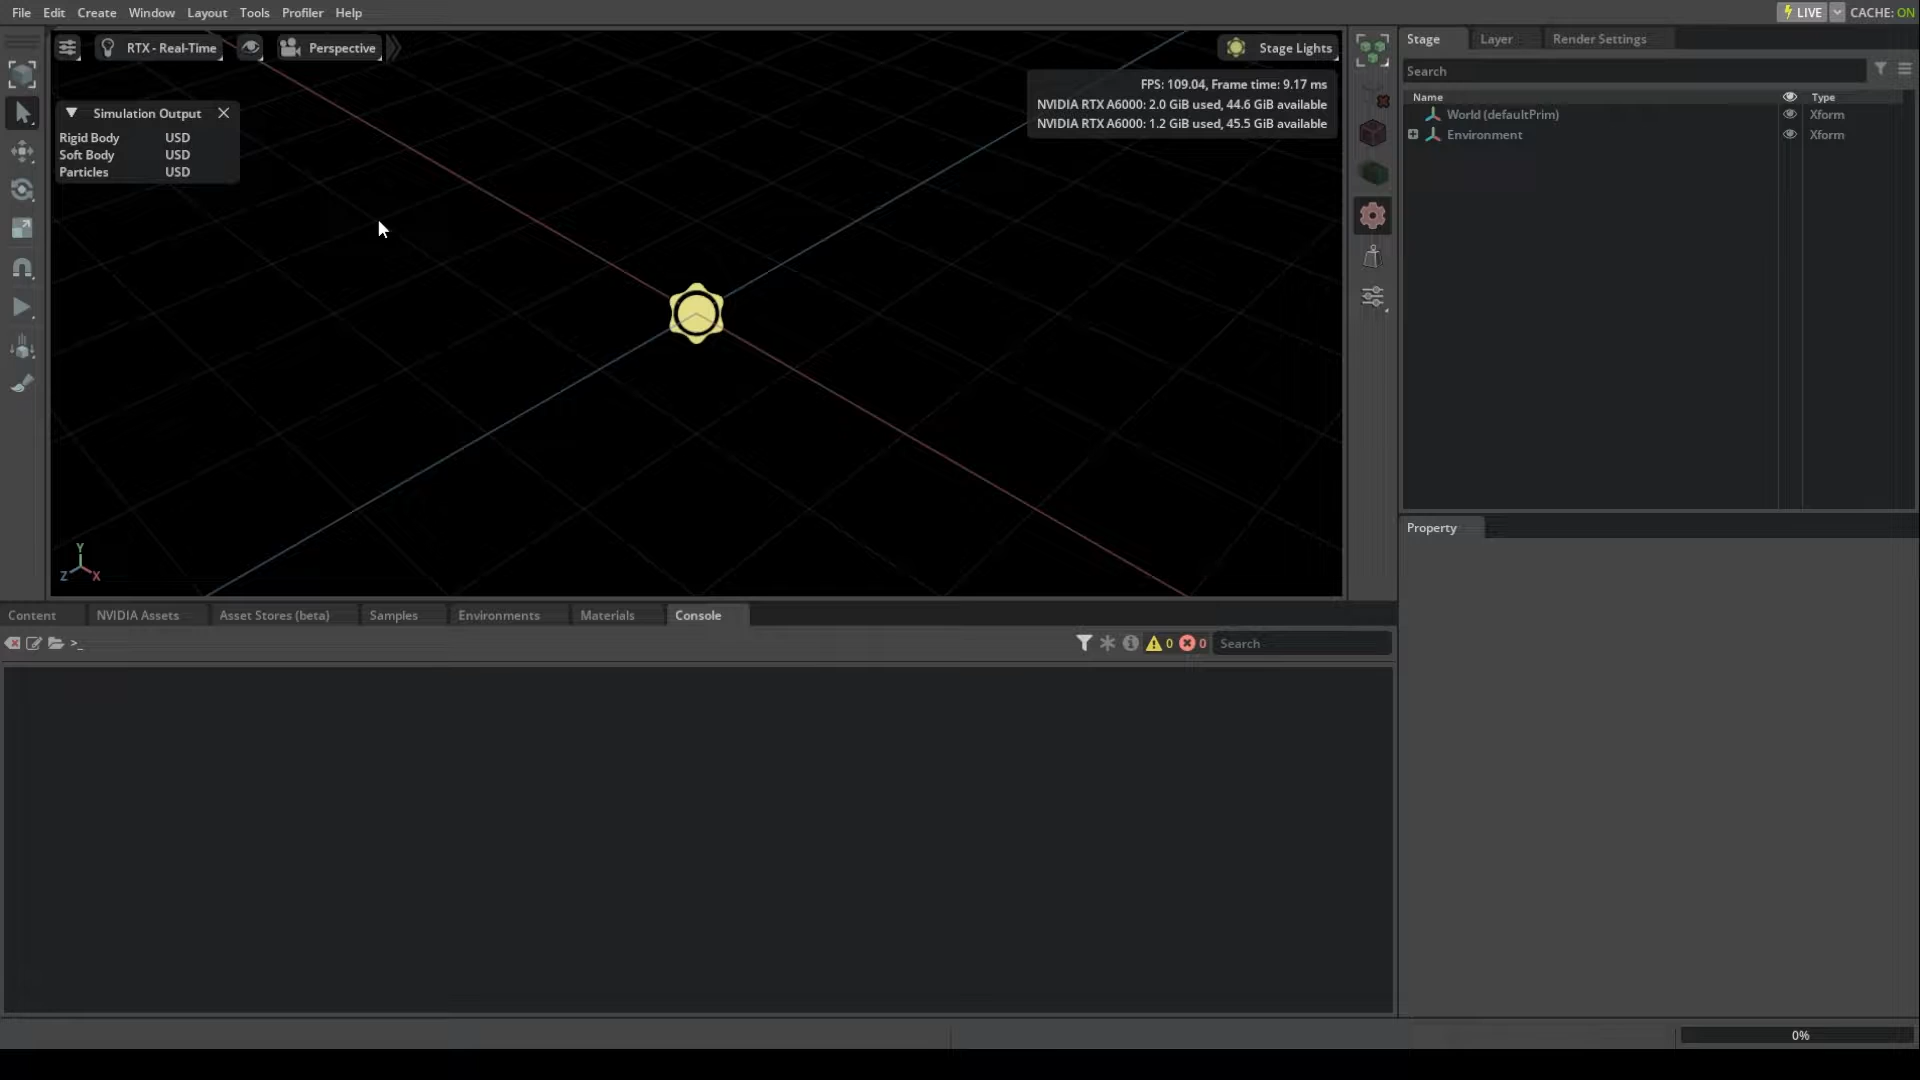 File Edit Create Window Layout Tools Profiler Help
LIVE CACHE: ON
RTX - Real-Time Perspective Stage Lights
FPS: 109.04, Frame time: 9.17 ms
NVIDIA RTX A6000: 2.0 GiB used, 44.6 GiB available
NVIDIA RTX A6000: 1.2 GiB used, 45.5 GiB available
Simulation Output
Rigid Body USD
Soft Body USD
Particles USD
Y
Z X
Stage Layer Render Settings
Search
Name Type
World (defaultPrim) Xform
Environment Xform
Property
Content NVIDIA Assets Asset Stores (beta) Samples Environments Materials Console
>_ 0 0 Search
0%